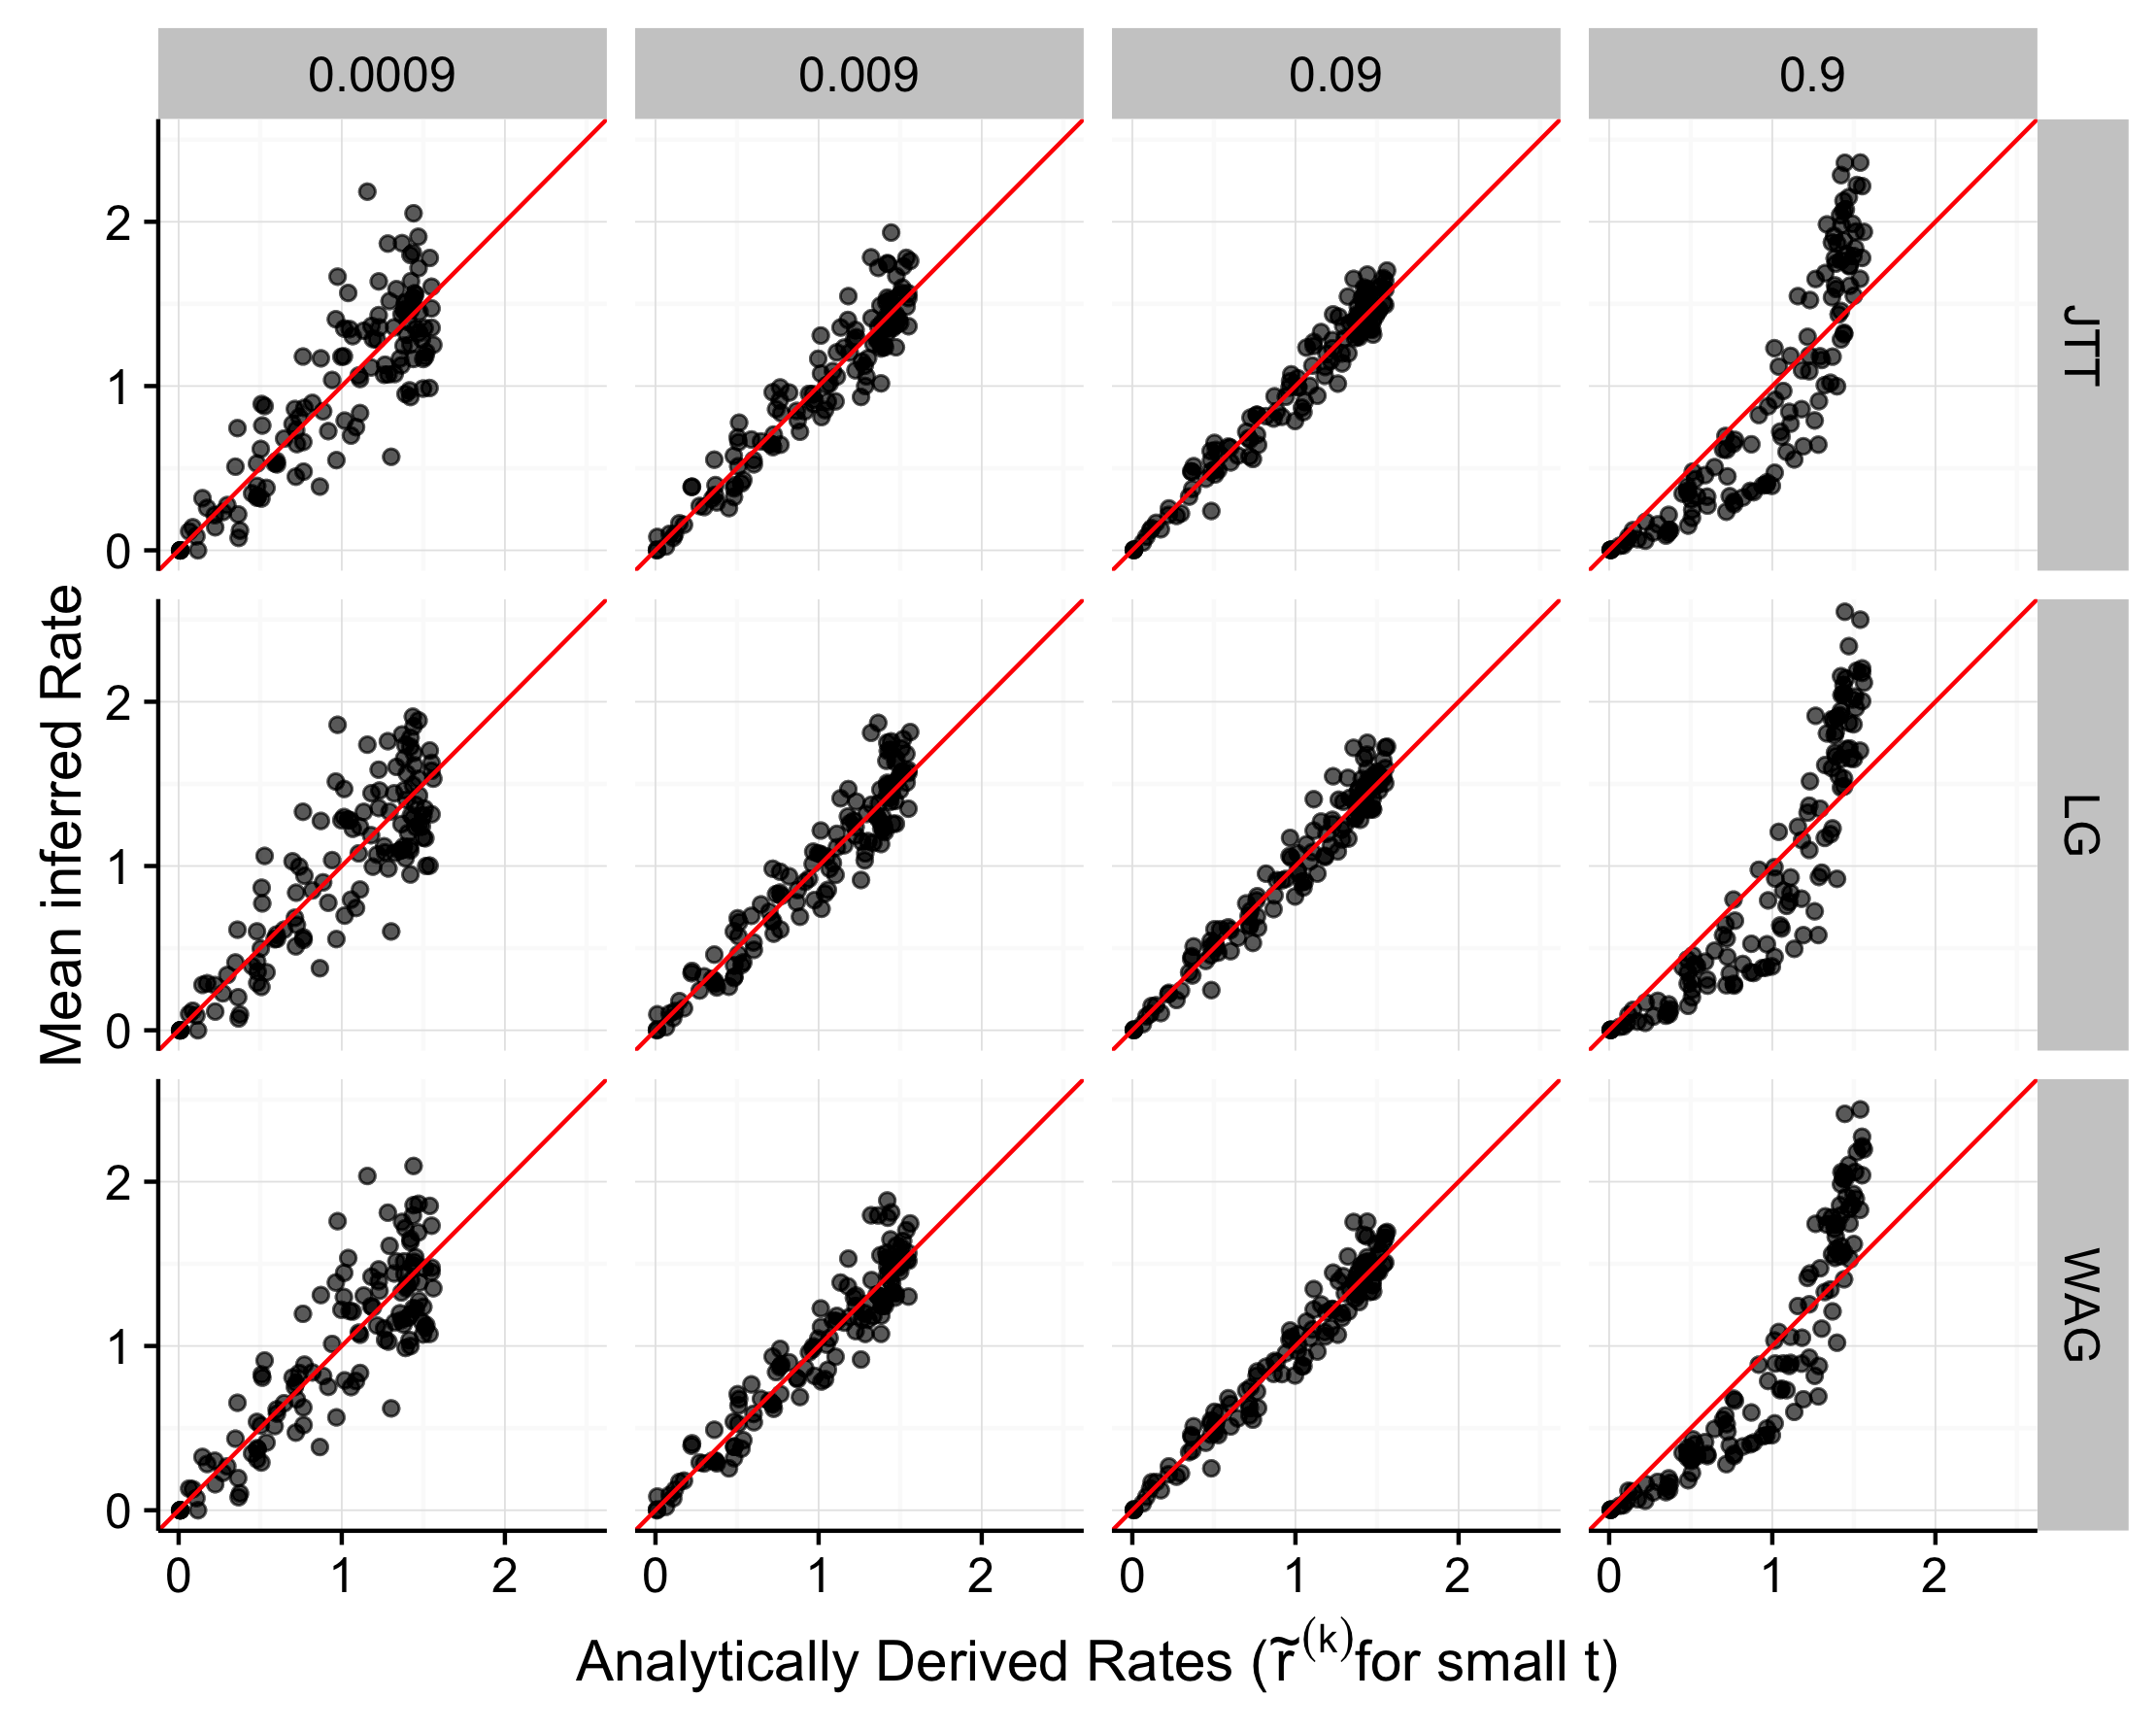 0.0009 0.009 0.09 0.9
2
1
0
JTT
Mean inferred Rate
2
1
0
LG
2
1
0
WAG
0 1 2 0 1 2 0 1 2 0 1 2
Analytically Derived Rates (r̃^(k) for small t)